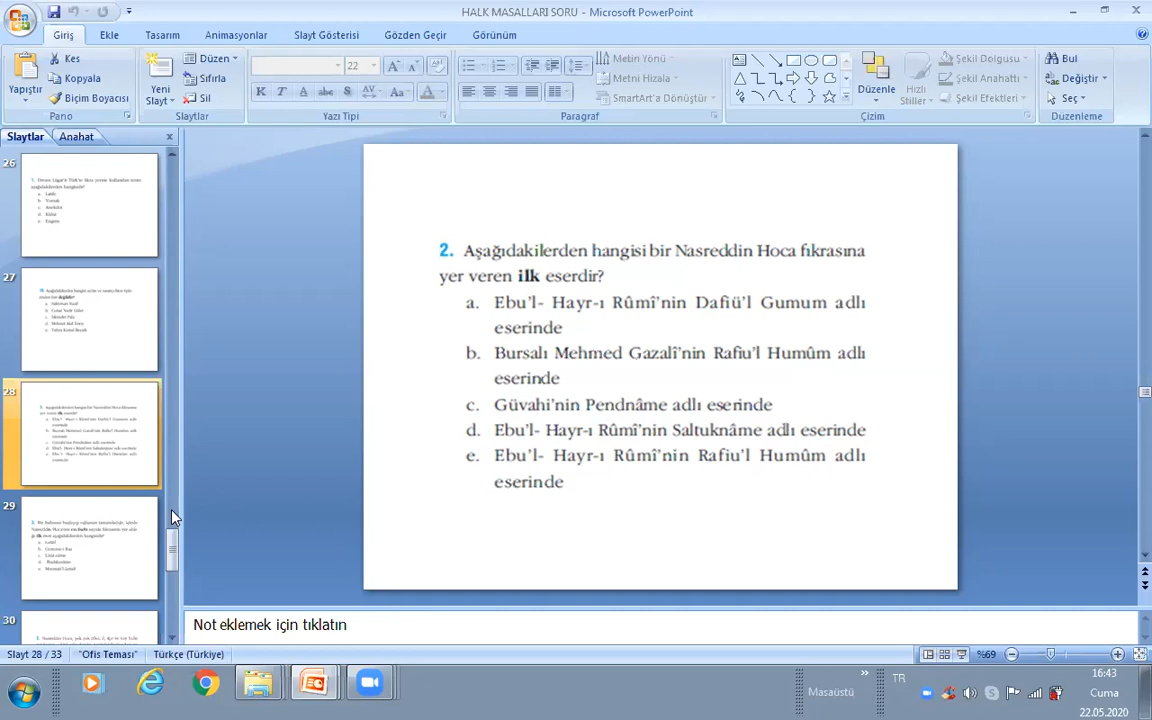 HALK MASALLARI SORU - Microsoft PowerPoint
Giriş Ekle Tasarım Animasyonlar Slayt Gösterisi Gözden Geçir Görünüm
Yapıştır
Kes
Kopyala
Biçim Boyacısı
Pano
Yeni
Slayt
Düzen
Sıfırla
Sil
Slaytlar
22
K T A abc S AV Aa A
Yazı Tipi
Metin Yönü
Metni Hizala
SmartArt'a Dönüştür
Paragraf
Düzenle
Hızlı
Stiller
Şekil Dolgusu
Şekil Anahattı
Şekil Efektleri
Çizim
Bul
Değiştir
Seç
Düzenleme
Slaytlar Anahat
26
27
28
29
30
2. Aşağıdakilerden hangisi bir Nasreddin Hoca fıkrasına
yer veren ilk eserdir?
a. Ebu'l- Hayr-ı Rûmî'nin Dafiü'l Gumum adlı
eserinde
b. Bursalı Mehmed Gazalî'nin Rafiu'l Humûm adlı
eserinde
c. Güvahi'nin Pendnâme adlı eserinde
d. Ebu'l- Hayr-ı Rûmî'nin Saltuknâme adlı eserinde
e. Ebu'l- Hayr-ı Rûmî'nin Rafiu'l Humûm adlı
eserinde
Not eklemek için tıklatın
Slayt 28 / 33 "Ofis Teması" Türkçe (Türkiye) %69
Masaüstü
TR
16:43
Cuma
22.05.2020